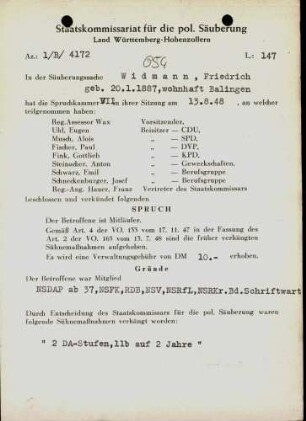 Staatskommissariat für die pol. Säuberung
Land Württemberg-Hohenzollern
Az.: 1/B/ 4172
054
L.: 147
In der Säuberungssache Widmann, Friedrich
geb. 20.1.1887, wohnhaft Balingen
hat die Spruchkammer VII in ihrer Sitzung am 13.8.48 , an welcher
teilgenommen haben:
Reg.Assessor Wax Vorsitzender,
Uhl, Eugen Beisitzer — CDU,
Mosch, Alois „ — SPD,
Fischer, Paul „ — DVP,
Fink, Gottlich „ — KPD,
Steinacher, Anton „ — Gewerkschaften,
Schwarz, Emil „ — Berufsgruppe
Schneckenburger, Josef „ — Berufsgruppe
Reg.-Ang. Hauer, Franz Vertreter des Staatskommissars
beschlossen und verkündet folgenden
SPRUCH
Der Betroffene ist Mitläufer.
Gemäß Art. 4 der VO. 133 vom 17. 11. 47 in der Fassung des
Art. 2 der VO. 165 vom 13. 7. 48 sind die früher verhängten
Sühnemaßnahmen aufgehoben.
Es wird eine Verwaltungsgebühr von DM 10.- erhoben.
Gründe
Der Betroffene war Mitglied
NSDAP ab 37, NSFK, RDB, NSV, NSRfL, NSRKr.Bd.Schriftwart
Durch Entscheidung des Staatskommissars für die pol. Säuberung waren
folgende Sühnemaßnahmen verhängt worden:
" 2 DA-Stufen, 11b auf 2 Jahre "